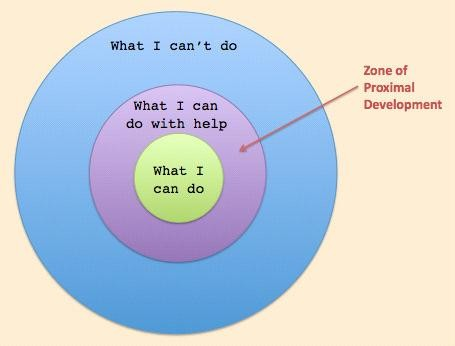 What I can't do
Zone of
Proximal
Development
What I can
do with help
What I
can do